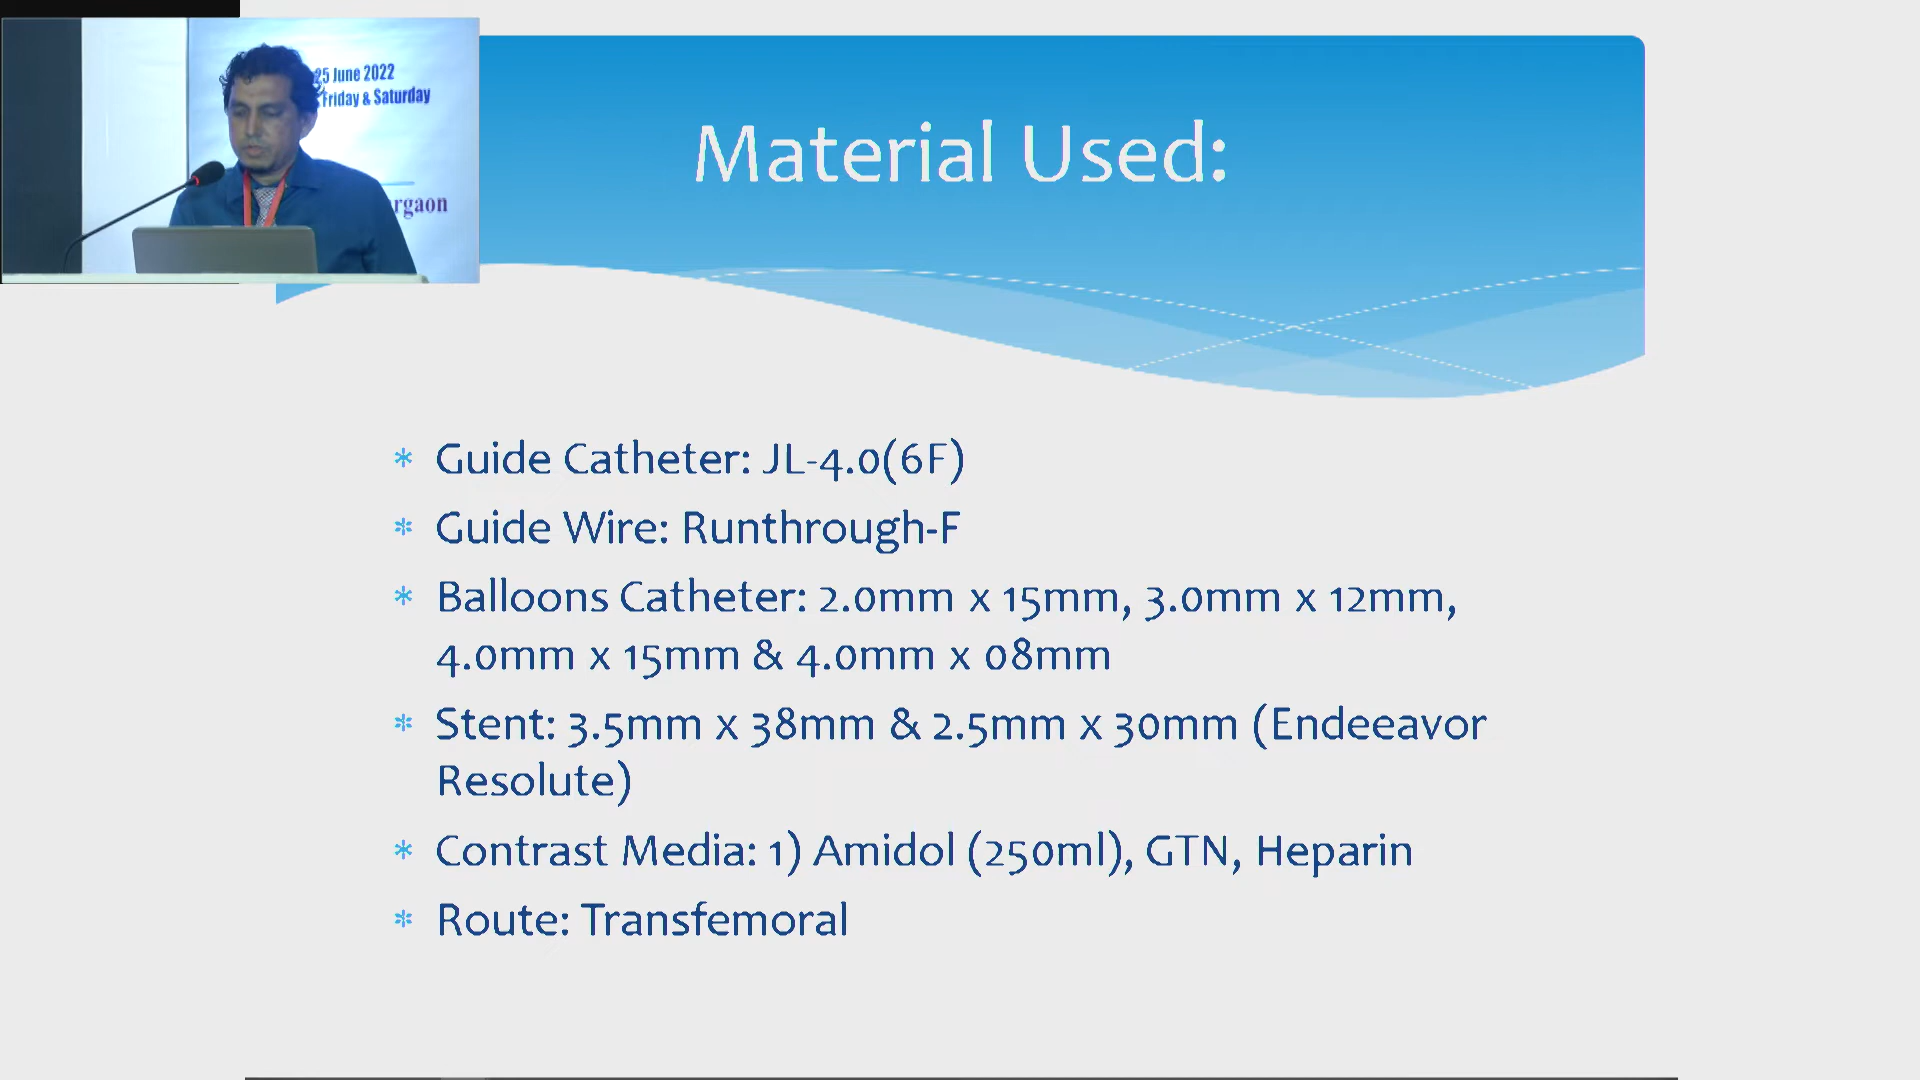 25 June 2022
Friday & Saturday
rgaon
Material Used:
* Guide Catheter: JL-4.0(6F)
* Guide Wire: Runthrough-F
* Balloons Catheter: 2.0mm x 15mm, 3.0mm x 12mm,
4.0mm x 15mm & 4.0mm x 08mm
* Stent: 3.5mm x 38mm & 2.5mm x 30mm (Endeeavor
Resolute)
* Contrast Media: 1) Amidol (250ml), GTN, Heparin
* Route: Transfemoral